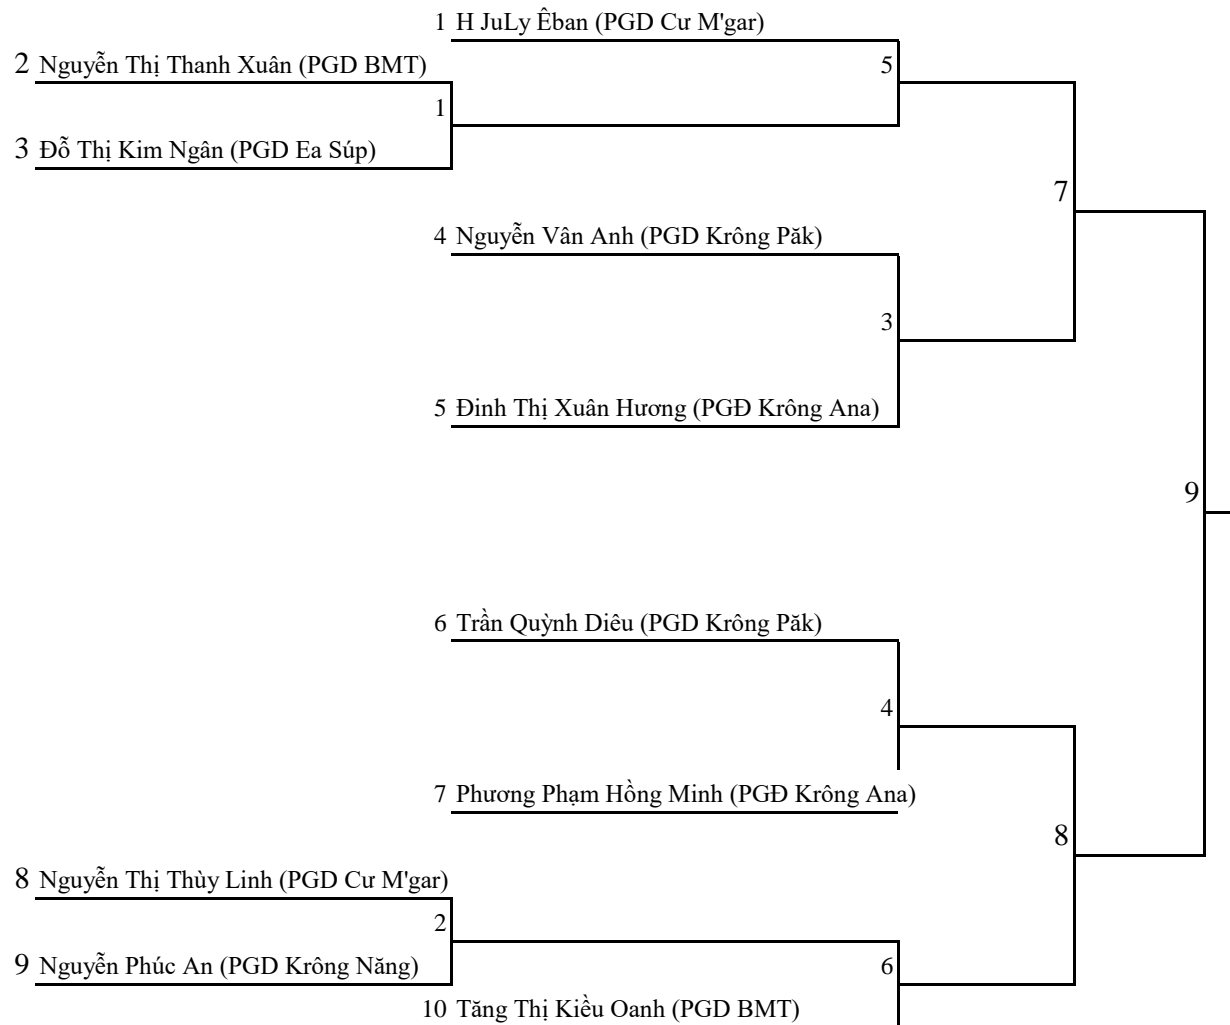 1 H JuLy Êban (PGD Cư M'gar)
2 Nguyễn Thị Thanh Xuân (PGD BMT)
5
1
3 Đỗ Thị Kim Ngân (PGD Ea Súp)
7
4 Nguyễn Vân Anh (PGD Krông Păk)
3
5 Đinh Thị Xuân Hương (PGĐ Krông Ana)
9
6 Trần Quỳnh Diêu (PGD Krông Păk)
4
7 Phương Phạm Hồng Minh (PGĐ Krông Ana)
8
8 Nguyễn Thị Thùy Linh (PGD Cư M'gar)
2
9 Nguyễn Phúc An (PGD Krông Năng)
6
10 Tăng Thị Kiều Oanh (PGD BMT)